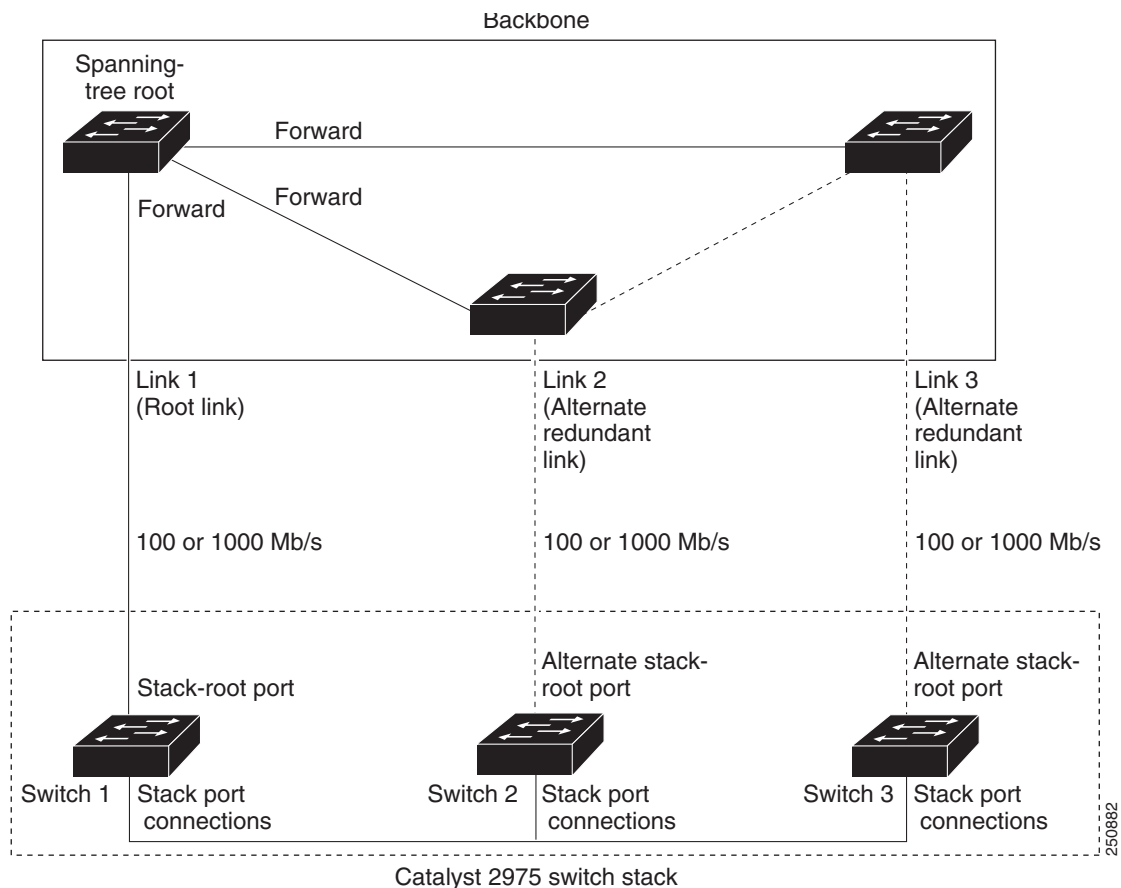 Backbone
Spanning-
tree root
Forward
Forward
Forward
Link 1
(Root link)
Link 2
(Alternate
redundant
link)
Link 3
(Alternate
redundant
link)
100 or 1000 Mb/s
100 or 1000 Mb/s
100 or 1000 Mb/s
Stack-root port
Alternate stack-
root port
Alternate stack-
root port
Switch 1
Stack port
connections
Switch 2
Stack port
connections
Switch 3
Stack port
connections
250882
Catalyst 2975 switch stack